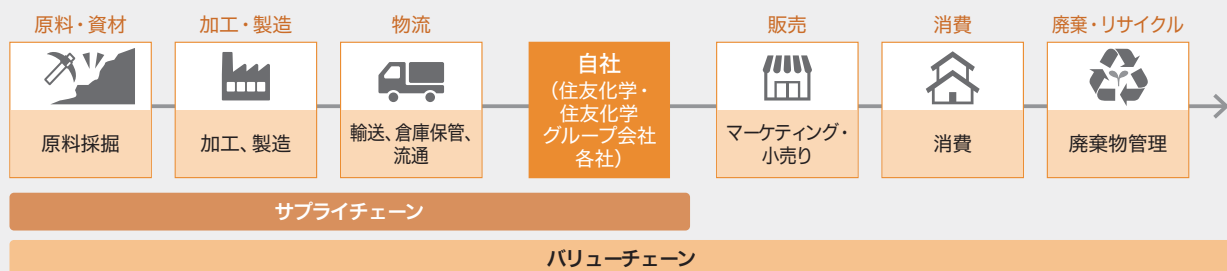 原料・資材
加工・製造
物流
販売
消費
廃棄・リサイクル
原料採掘
加工、製造
輸送、倉庫保管、
流通
自社
（住友化学・
住友化学
グループ会社
各社）
マーケティング・
小売り
消費
廃棄物管理
サプライチェーン
バリューチェーン